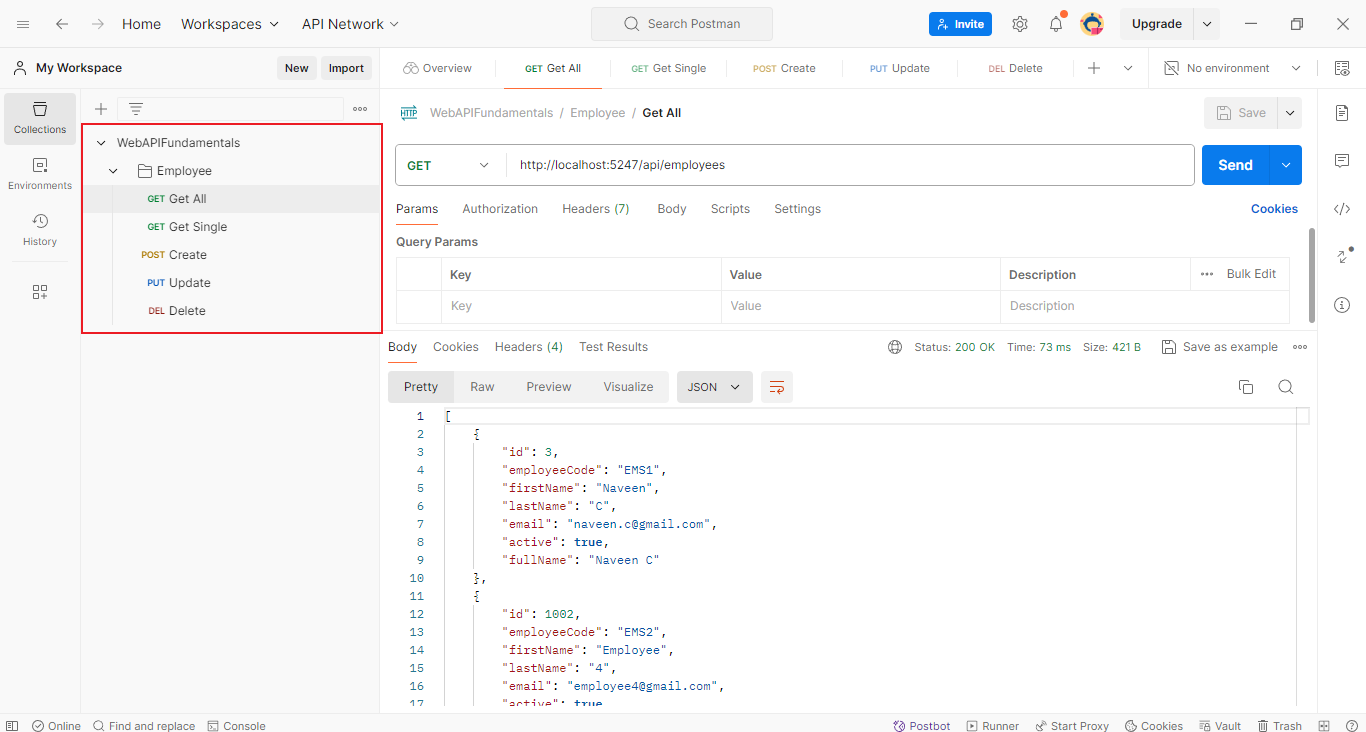 Home Workspaces API Network Search Postman Invite Upgrade
My Workspace New Import Overview GET Get All GET Get Single POST Create PUT Update DEL Delete No environment
Collections
Environments
History
WebAPIFundamentals
Employee
GET Get All
GET Get Single
POST Create
PUT Update
DEL Delete
HTTP WebAPIFundamentals / Employee / Get All Save
GET http://localhost:5247/api/employees Send
Params Authorization Headers (7) Body Scripts Settings Cookies
Query Params
Key Value Description Bulk Edit
Key Value Description
Body Cookies Headers (4) Test Results Status: 200 OK Time: 73 ms Size: 421 B Save as example
Pretty Raw Preview Visualize JSON
1 [
2 {
3 "id": 3,
4 "employeeCode": "EMS1",
5 "firstName": "Naveen",
6 "lastName": "C",
7 "email": "naveen.c@gmail.com",
8 "active": true,
9 "fullName": "Naveen C"
10 },
11 {
12 "id": 1002,
13 "employeeCode": "EMS2",
14 "firstName": "Employee",
15 "lastName": "4",
16 "email": "employee4@gmail.com",
17 "active": true
Online Find and replace Console Postbot Runner Start Proxy Cookies Vault Trash